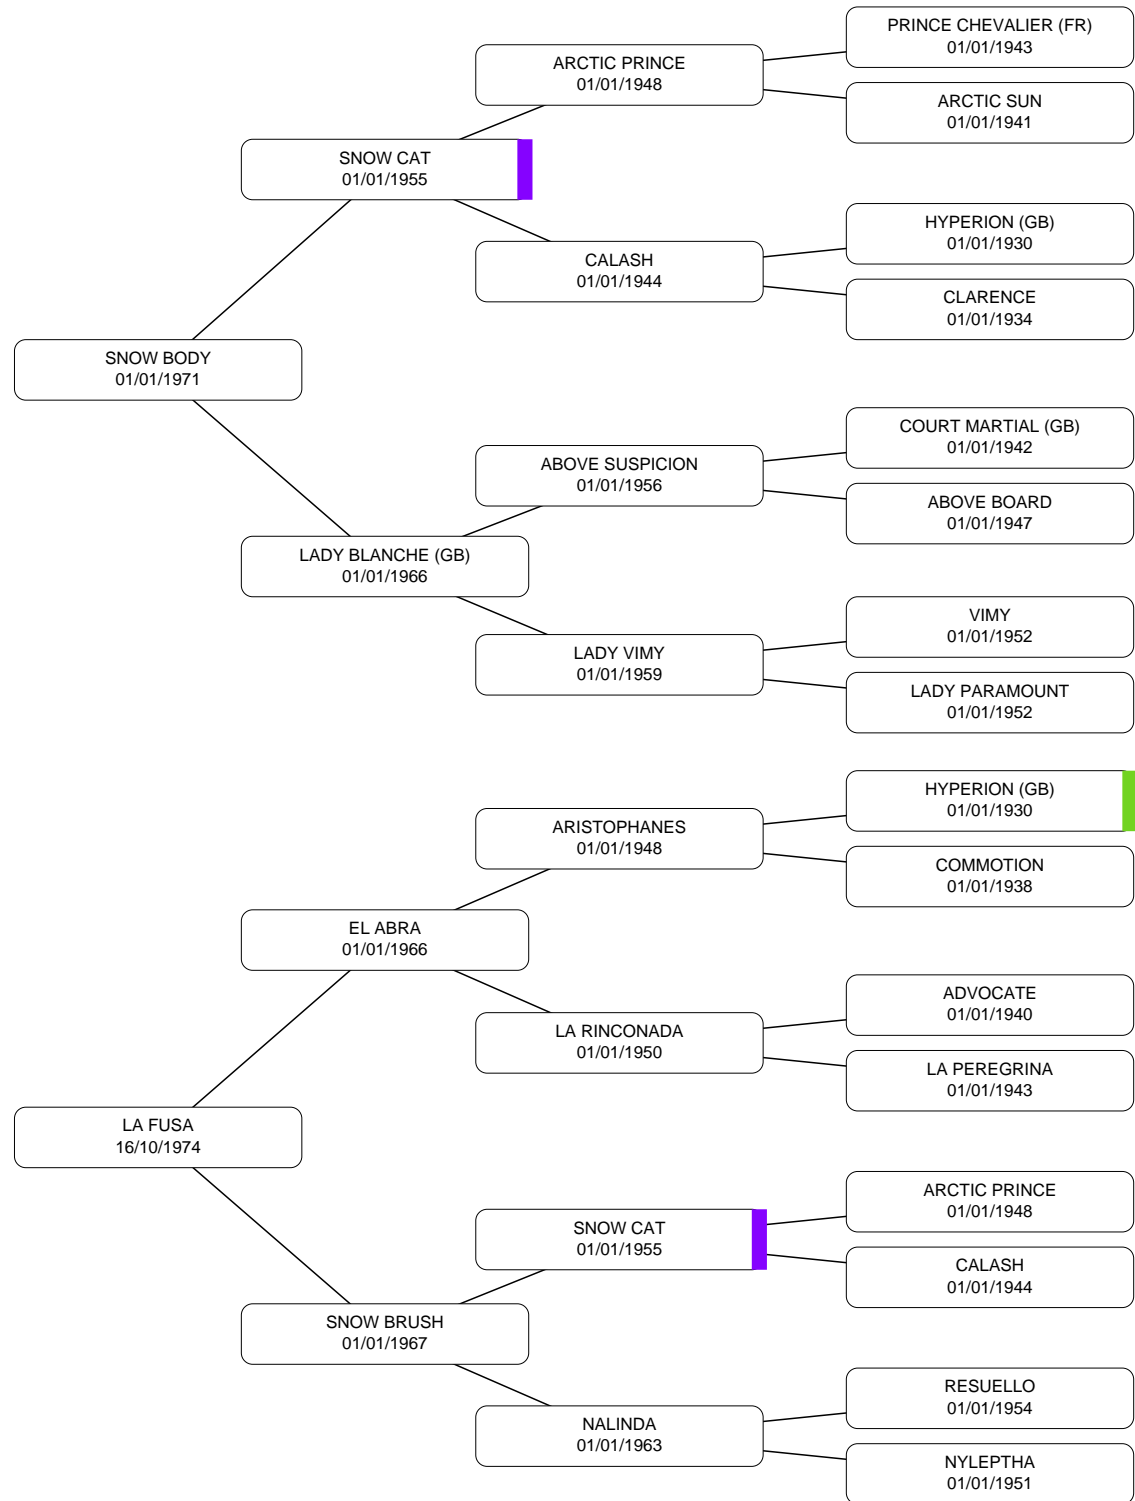 PRINCE CHEVALIER (FR)
01/01/1943
ARCTIC PRINCE
01/01/1948
ARCTIC SUN
01/01/1941
SNOW CAT
01/01/1955
HYPERION (GB)
01/01/1930
CALASH
01/01/1944
CLARENCE
01/01/1934
SNOW BODY
01/01/1971
COURT MARTIAL (GB)
01/01/1942
ABOVE SUSPICION
01/01/1956
ABOVE BOARD
01/01/1947
LADY BLANCHE (GB)
01/01/1966
VIMY
01/01/1952
LADY VIMY
01/01/1959
LADY PARAMOUNT
01/01/1952
HYPERION (GB)
01/01/1930
ARISTOPHANES
01/01/1948
COMMOTION
01/01/1938
EL ABRA
01/01/1966
ADVOCATE
01/01/1940
LA RINCONADA
01/01/1950
LA PEREGRINA
01/01/1943
LA FUSA
16/10/1974
ARCTIC PRINCE
01/01/1948
SNOW CAT
01/01/1955
CALASH
01/01/1944
SNOW BRUSH
01/01/1967
RESUELLO
01/01/1954
NALINDA
01/01/1963
NYLEPTHA
01/01/1951